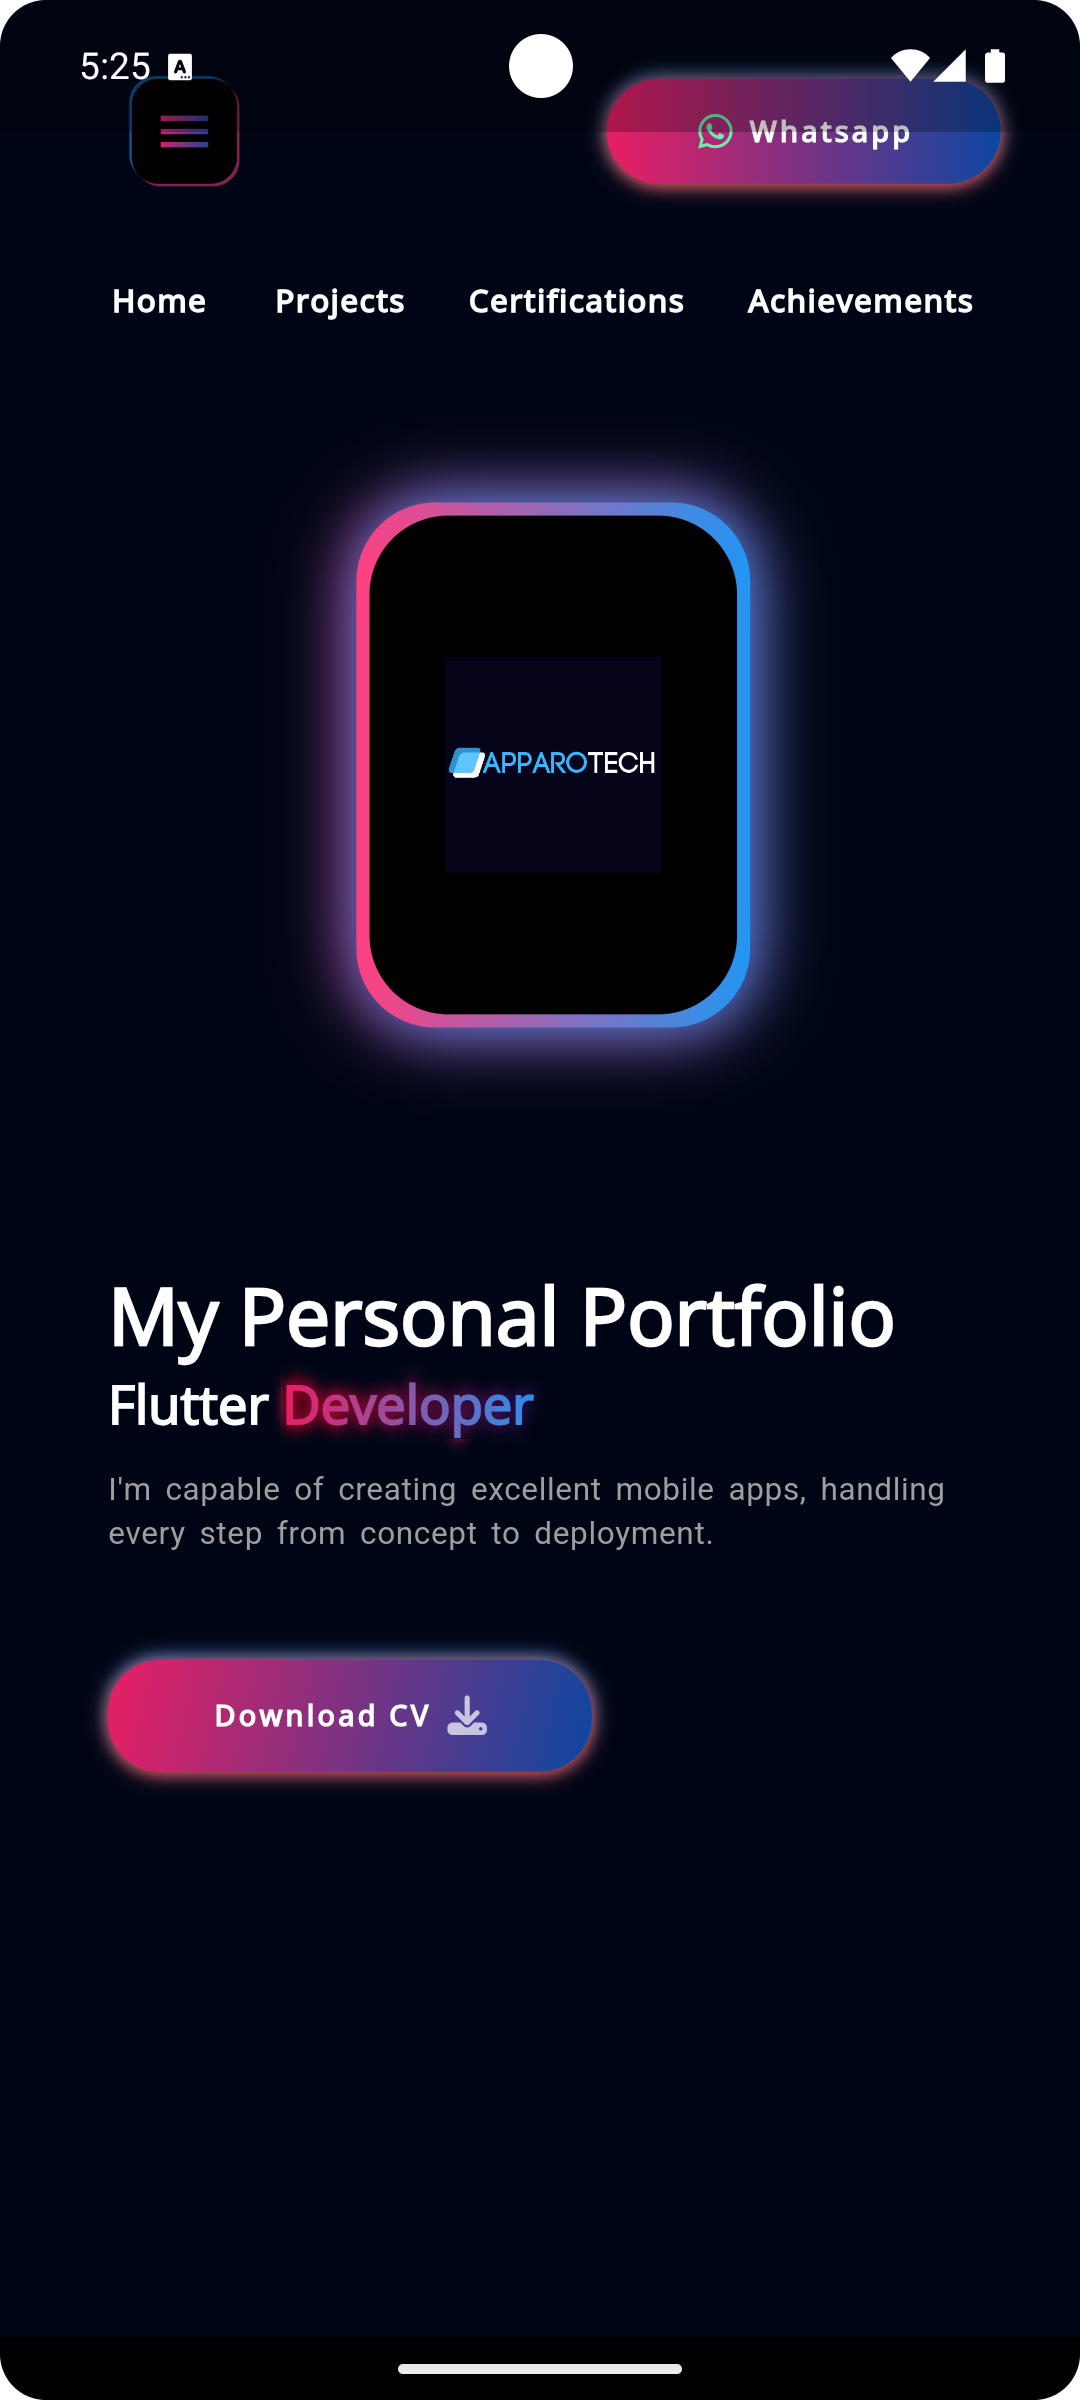 5:25
Whatsapp
Home Projects Certifications Achievements
APPAROTECH
My Personal Portfolio
Flutter Developer
I'm capable of creating excellent mobile apps, handling
every step from concept to deployment.
Download CV